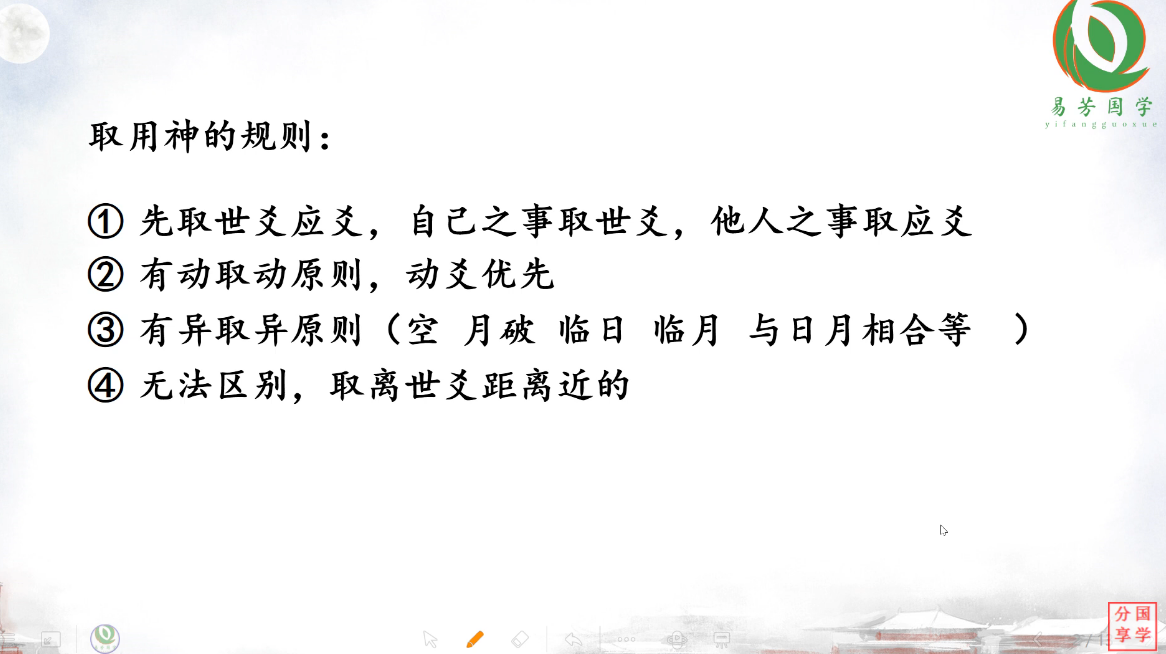 易芳国学
yifangguoxue
取用神的规则：
① 先取世爻应爻，自己之事取世爻，他人之事取应爻
② 有动取动原则，动爻优先
③ 有异取异原则（空 月破 临日 临月 与日月相合等 ）
④ 无法区别，取离世爻距离近的
分国
享学